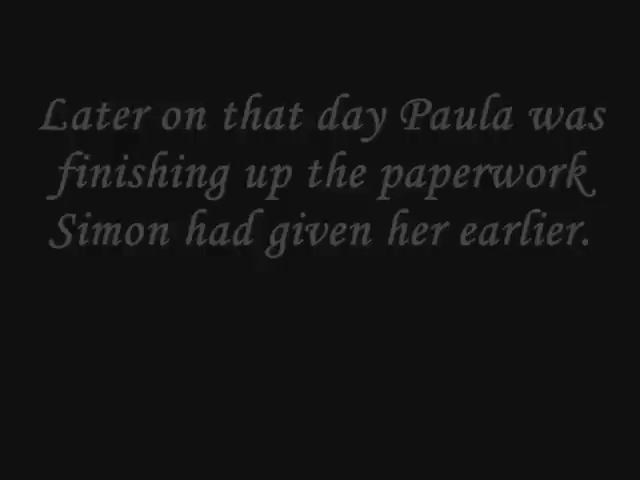 Later on that day Paula was
finishing up the paperwork
Simon had given her earlier.